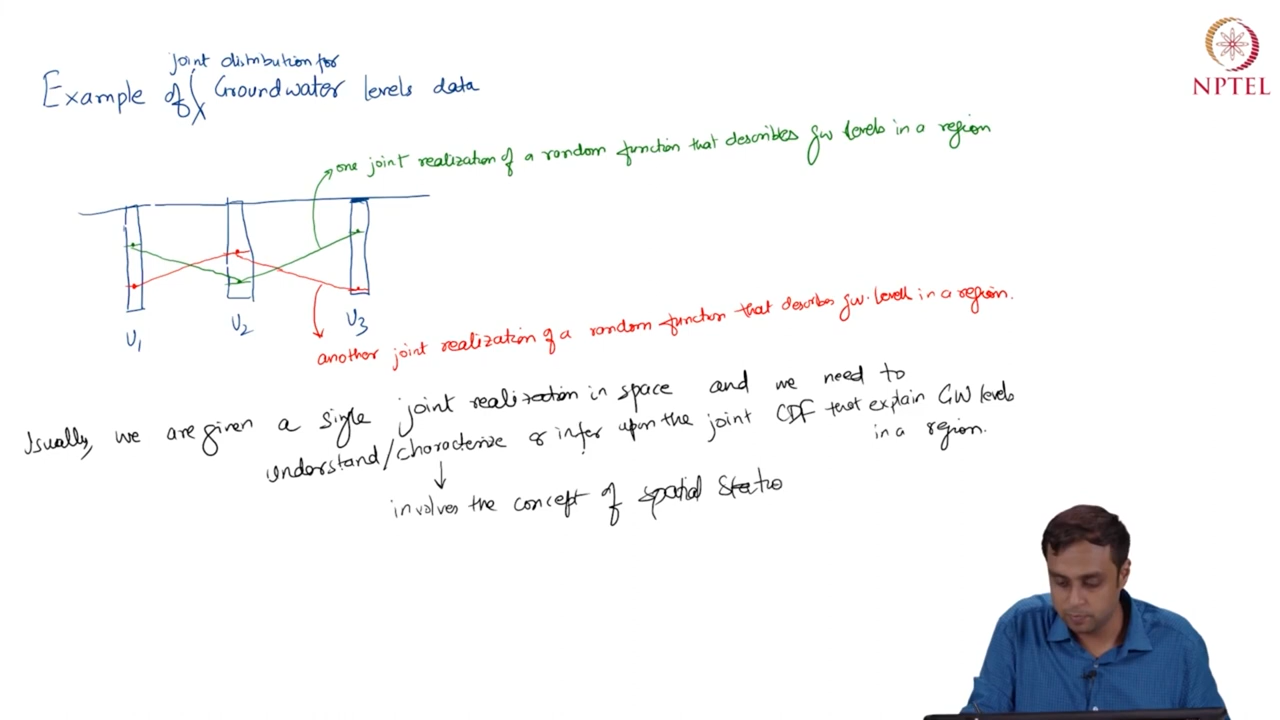 joint distribution for
Example of Groundwater levels data
NPTEL
one joint realization of a random function that describes gw levels in a region
U1 U2 U3
another joint realization of a random function that describes gw. level in a region.
Usually, we are given a single joint realization in space and we need to
understand/characterize or infer upon the joint CDF that explain GW levels
in a region.
involves the concept of spatial